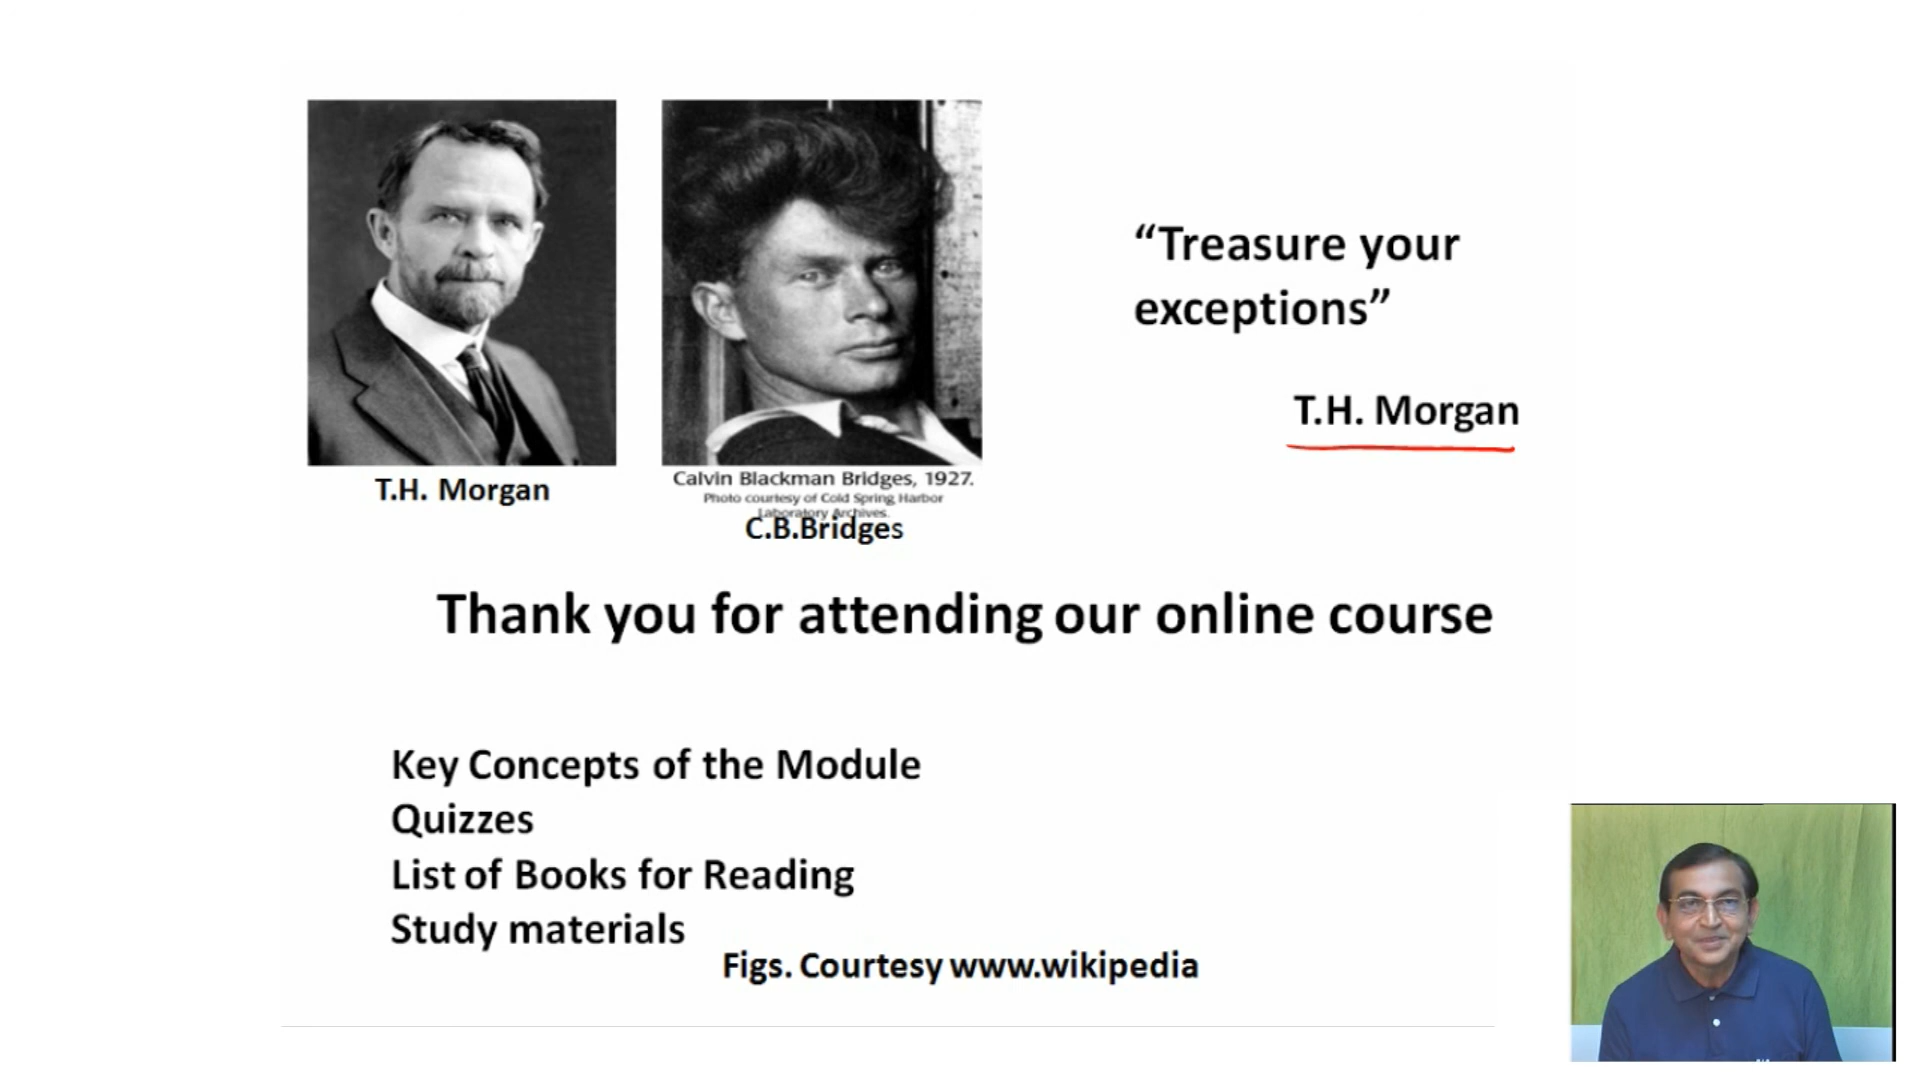 “Treasure your
exceptions”
T.H. Morgan
T.H. Morgan
Calvin Blackman Bridges, 1927.
Photo courtesy of Cold Spring Harbor
Laboratory Archives.
C.B.Bridges
Thank you for attending our online course
Key Concepts of the Module
Quizzes
List of Books for Reading
Study materials
Figs. Courtesy www.wikipedia